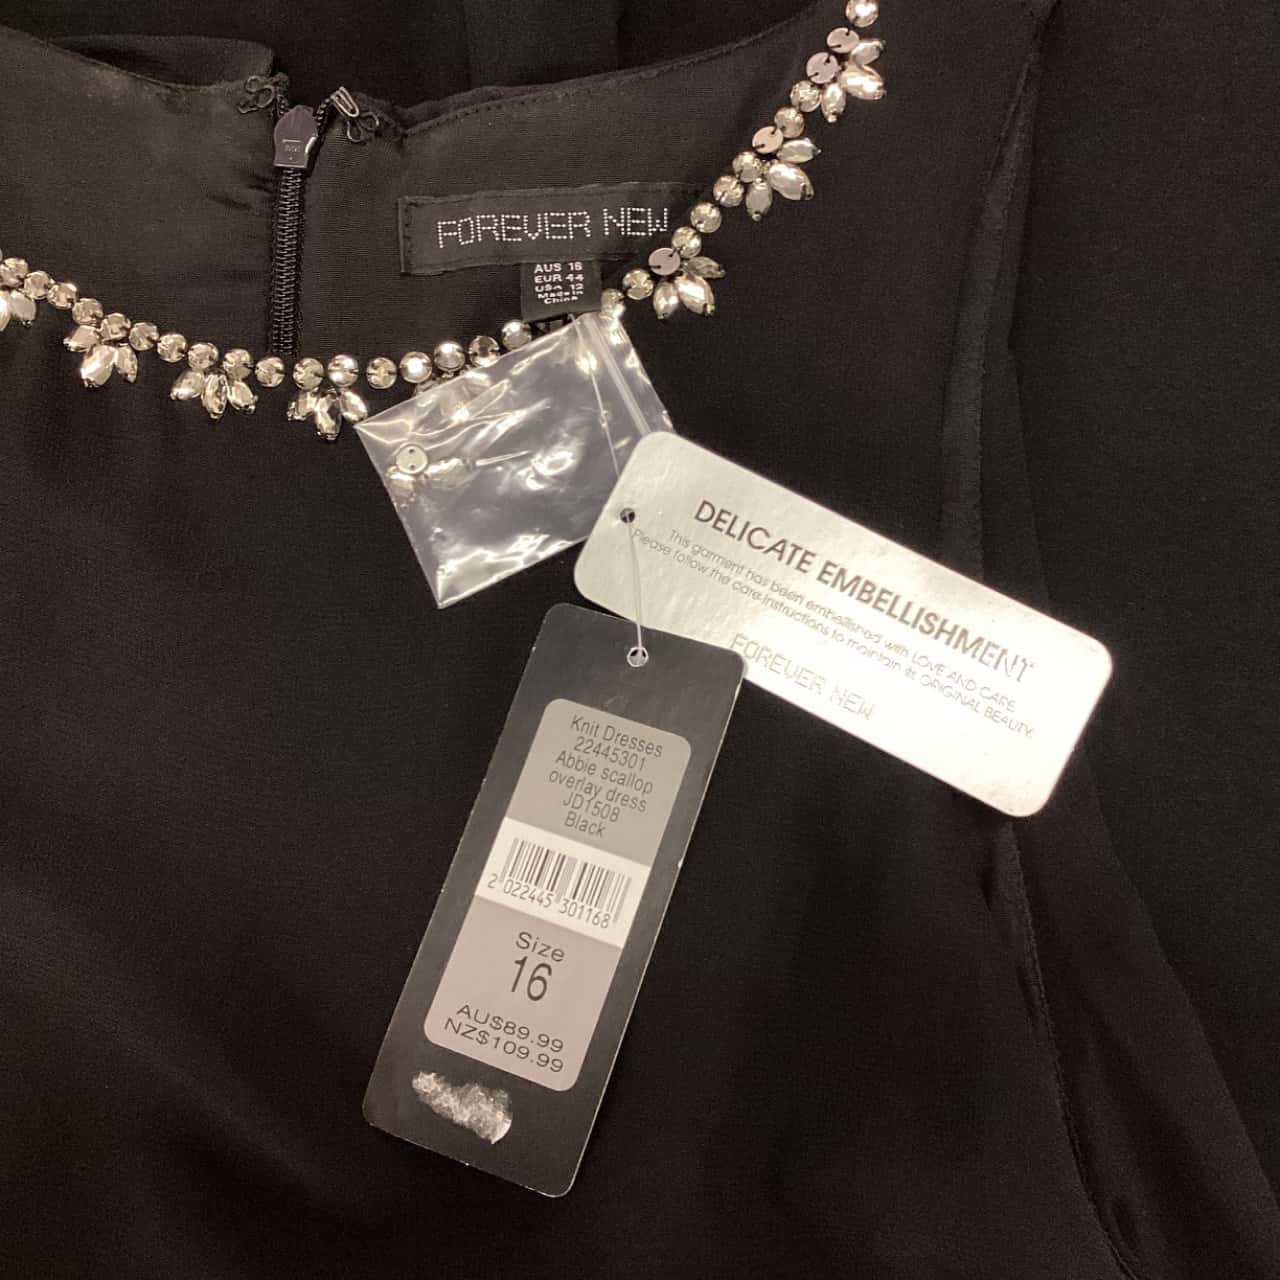 FOREVER NEW
AUS 16
EUR 44
USA 12
Made in
China
DELICATE EMBELLISHMENT
This garment has been embellished with LOVE AND CARE
Please follow the care instructions to maintain its ORIGINAL BEAUTY.
FOREVER NEW
Knit Dresses
22445301
Abbie scallop
overlay dress
JD1508
Black
2 022445 301168
Size
16
AU$89.99
NZ$109.99